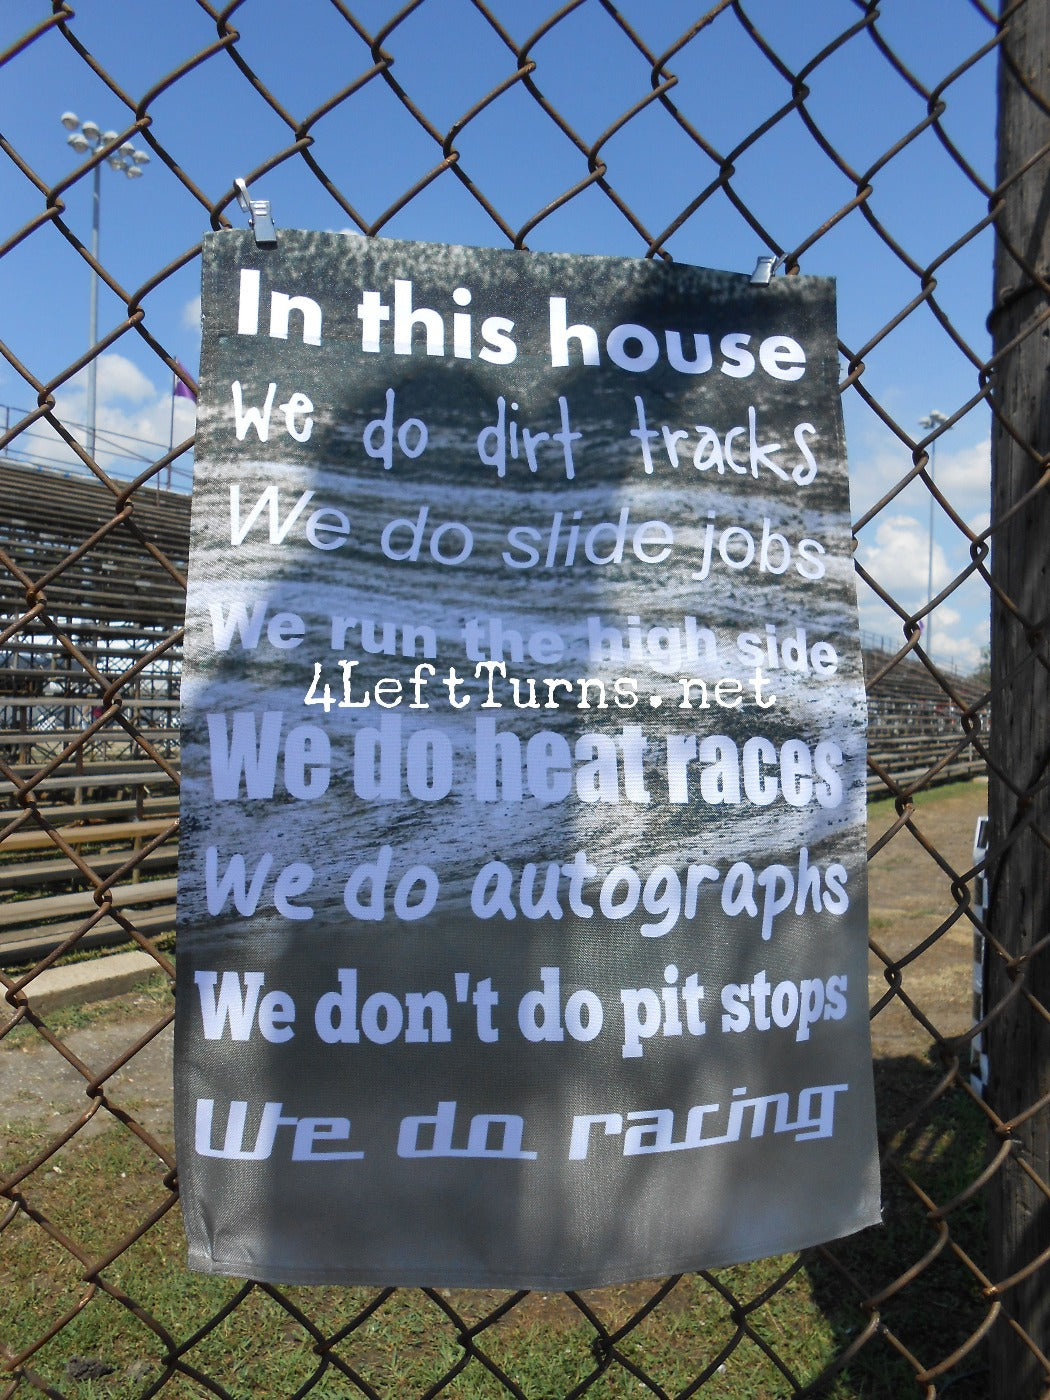 In this house
We do dirt tracks
We do slide jobs
We run the high side
4LeftTurns.net
We do heat races
We do autographs
We don't do pit stops
We do racing